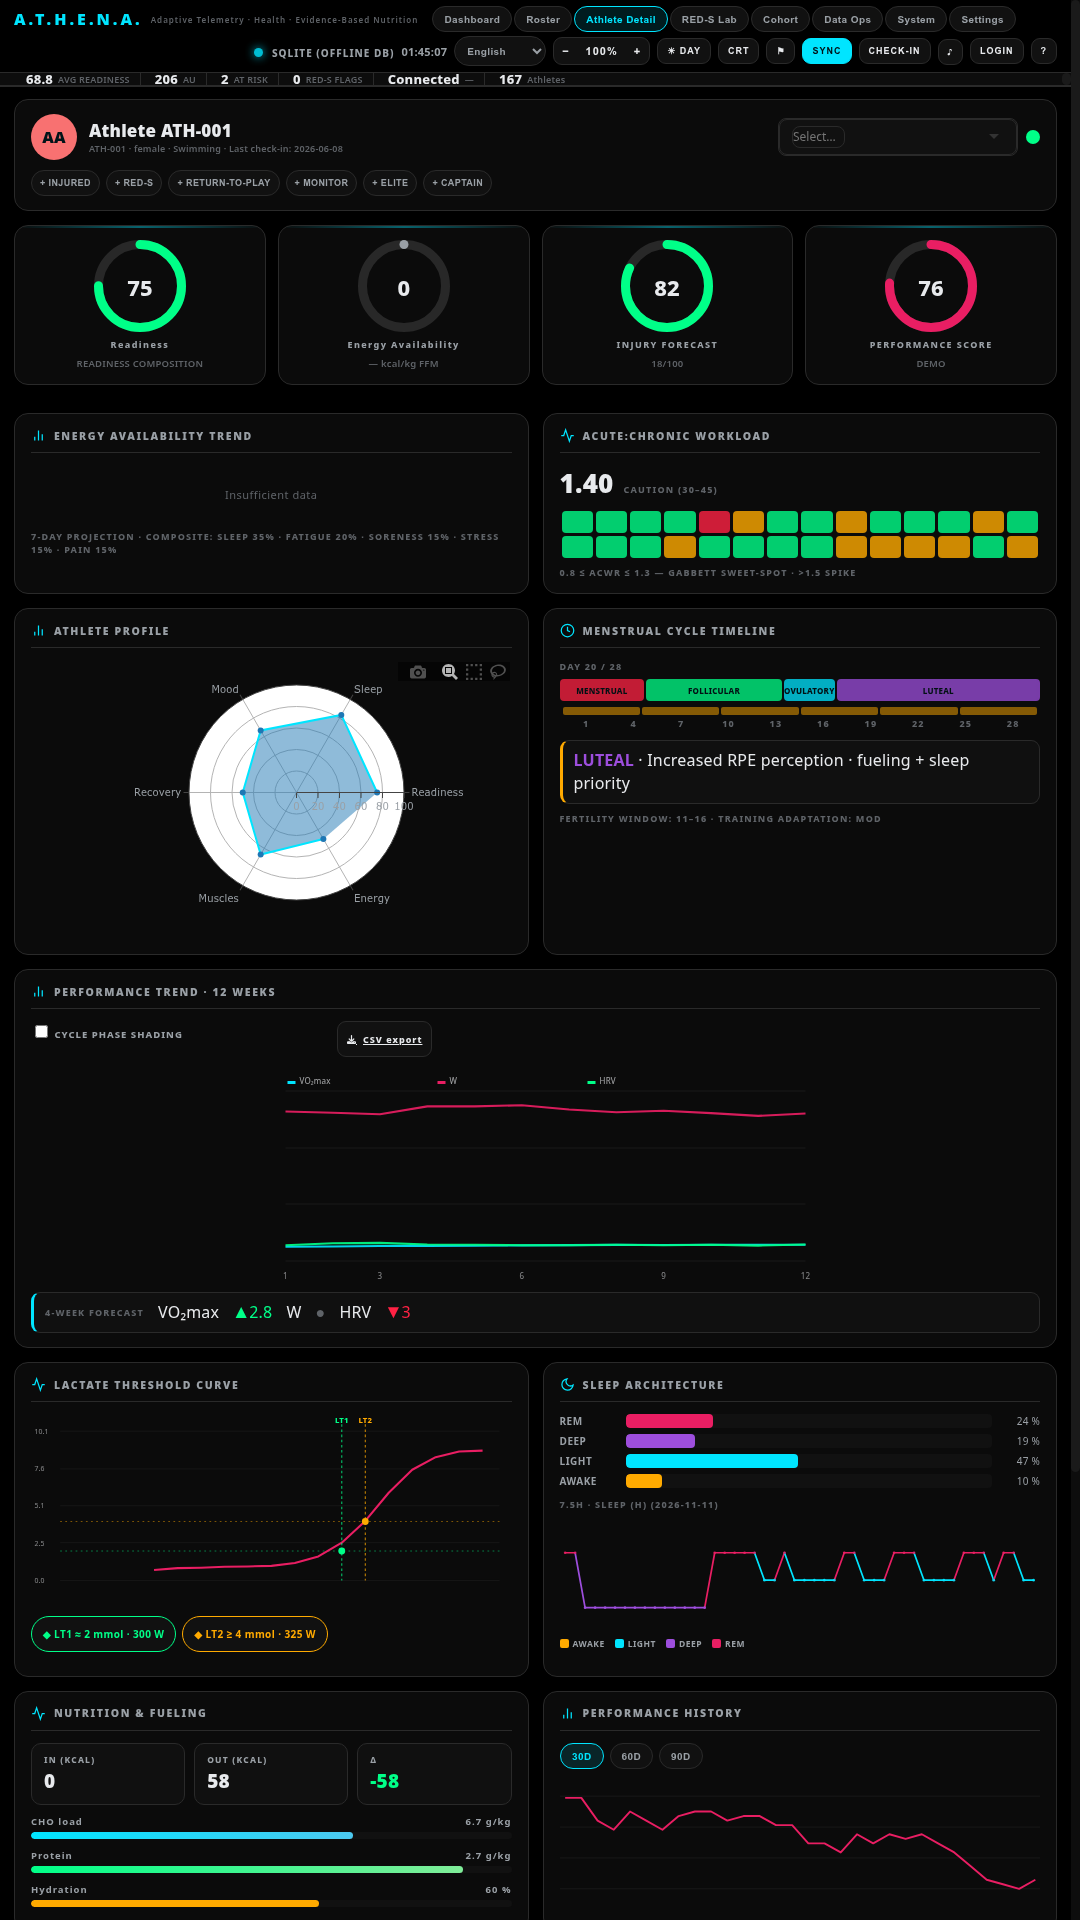 A.T.H.E.N.A. Adaptive Telemetry · Health · Evidence-Based Nutrition
Dashboard Roster Athlete Detail RED-S Lab Cohort Data Ops System Settings
SQLITE (OFFLINE DB) 01:45:07 English − 100% + ☀ DAY CRT ⚑ SYNC CHECK-IN ♪ LOGIN ?
68.8 AVG READINESS 206 AU 2 AT RISK 0 RED-S FLAGS Connected — 167 Athletes
AA Athlete ATH-001
ATH-001 · female · Swimming · Last check-in: 2026-06-08
Select...
+ INJURED + RED-S + RETURN-TO-PLAY + MONITOR + ELITE + CAPTAIN
75 0 82 76
Readiness Energy Availability INJURY FORECAST PERFORMANCE SCORE
READINESS COMPOSITION — kcal/kg FFM 18/100 DEMO
ENERGY AVAILABILITY TREND
Insufficient data
7-DAY PROJECTION · COMPOSITE: SLEEP 35% · FATIGUE 20% · SORENESS 15% · STRESS
15% · PAIN 15%
ACUTE:CHRONIC WORKLOAD
1.40 CAUTION (30–45)
0.8 ≤ ACWR ≤ 1.3 — GABBETT SWEET-SPOT · >1.5 SPIKE
ATHLETE PROFILE
Mood Sleep
Recovery Readiness
0 20 40 60 80 100
Muscles Energy
MENSTRUAL CYCLE TIMELINE
DAY 20 / 28
MENSTRUAL FOLLICULAR OVULATORY LUTEAL
1 4 7 10 13 16 19 22 25 28
LUTEAL · Increased RPE perception · fueling + sleep
priority
FERTILITY WINDOW: 11–16 · TRAINING ADAPTATION: MOD
PERFORMANCE TREND · 12 WEEKS
CYCLE PHASE SHADING CSV export
VO₂max W HRV
1 3 6 9 12
4-WEEK FORECAST VO₂max ▲2.8 W ● HRV ▼3
LACTATE THRESHOLD CURVE
LT1 LT2
10.1
7.6
5.1
2.5
0.0
◆ LT1 ≈ 2 mmol · 300 W ◆ LT2 ≥ 4 mmol · 325 W
SLEEP ARCHITECTURE
REM 24 %
DEEP 19 %
LIGHT 47 %
AWAKE 10 %
7.5H · SLEEP (H) (2026-11-11)
AWAKE LIGHT DEEP REM
NUTRITION & FUELING
IN (KCAL) OUT (KCAL) Δ
0 58 -58
CHO load 6.7 g/kg
Protein 2.7 g/kg
Hydration 60 %
PERFORMANCE HISTORY
30D 60D 90D